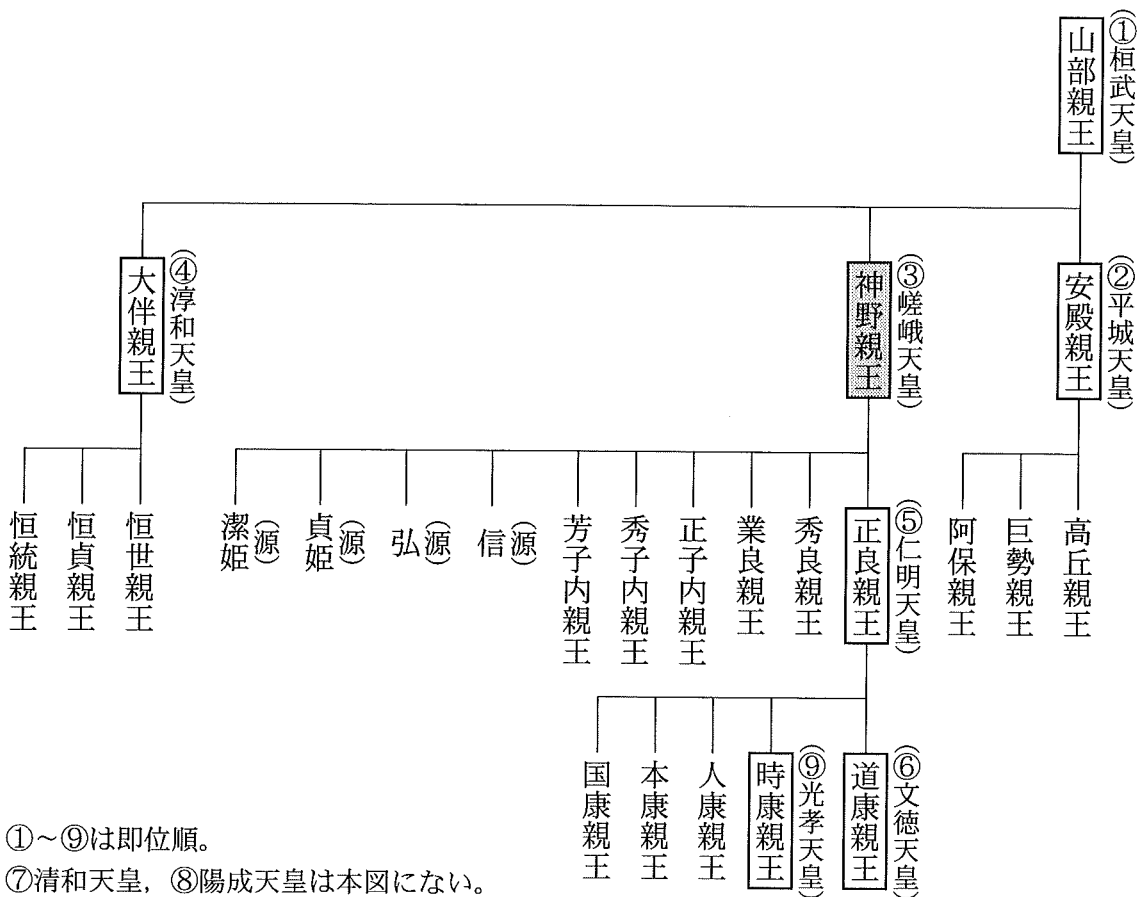 (①桓武天皇)
山部親王
(②平城天皇)
安殿親王
(③嵯峨天皇)
神野親王
(④淳和天皇)
大伴親王
高丘親王
巨勢親王
阿保親王
(⑤仁明天皇)
正良親王
秀良親王
業良親王
正子内親王
秀子内親王
芳子内親王
(源)
信
(源)
弘
(源)
貞姫
(源)
潔姫
恒世親王
恒貞親王
恒統親王
(⑥文徳天皇)
道康親王
(⑨光孝天皇)
時康親王
人康親王
本康親王
国康親王
①~⑨は即位順。
⑦清和天皇,⑧陽成天皇は本図にない。